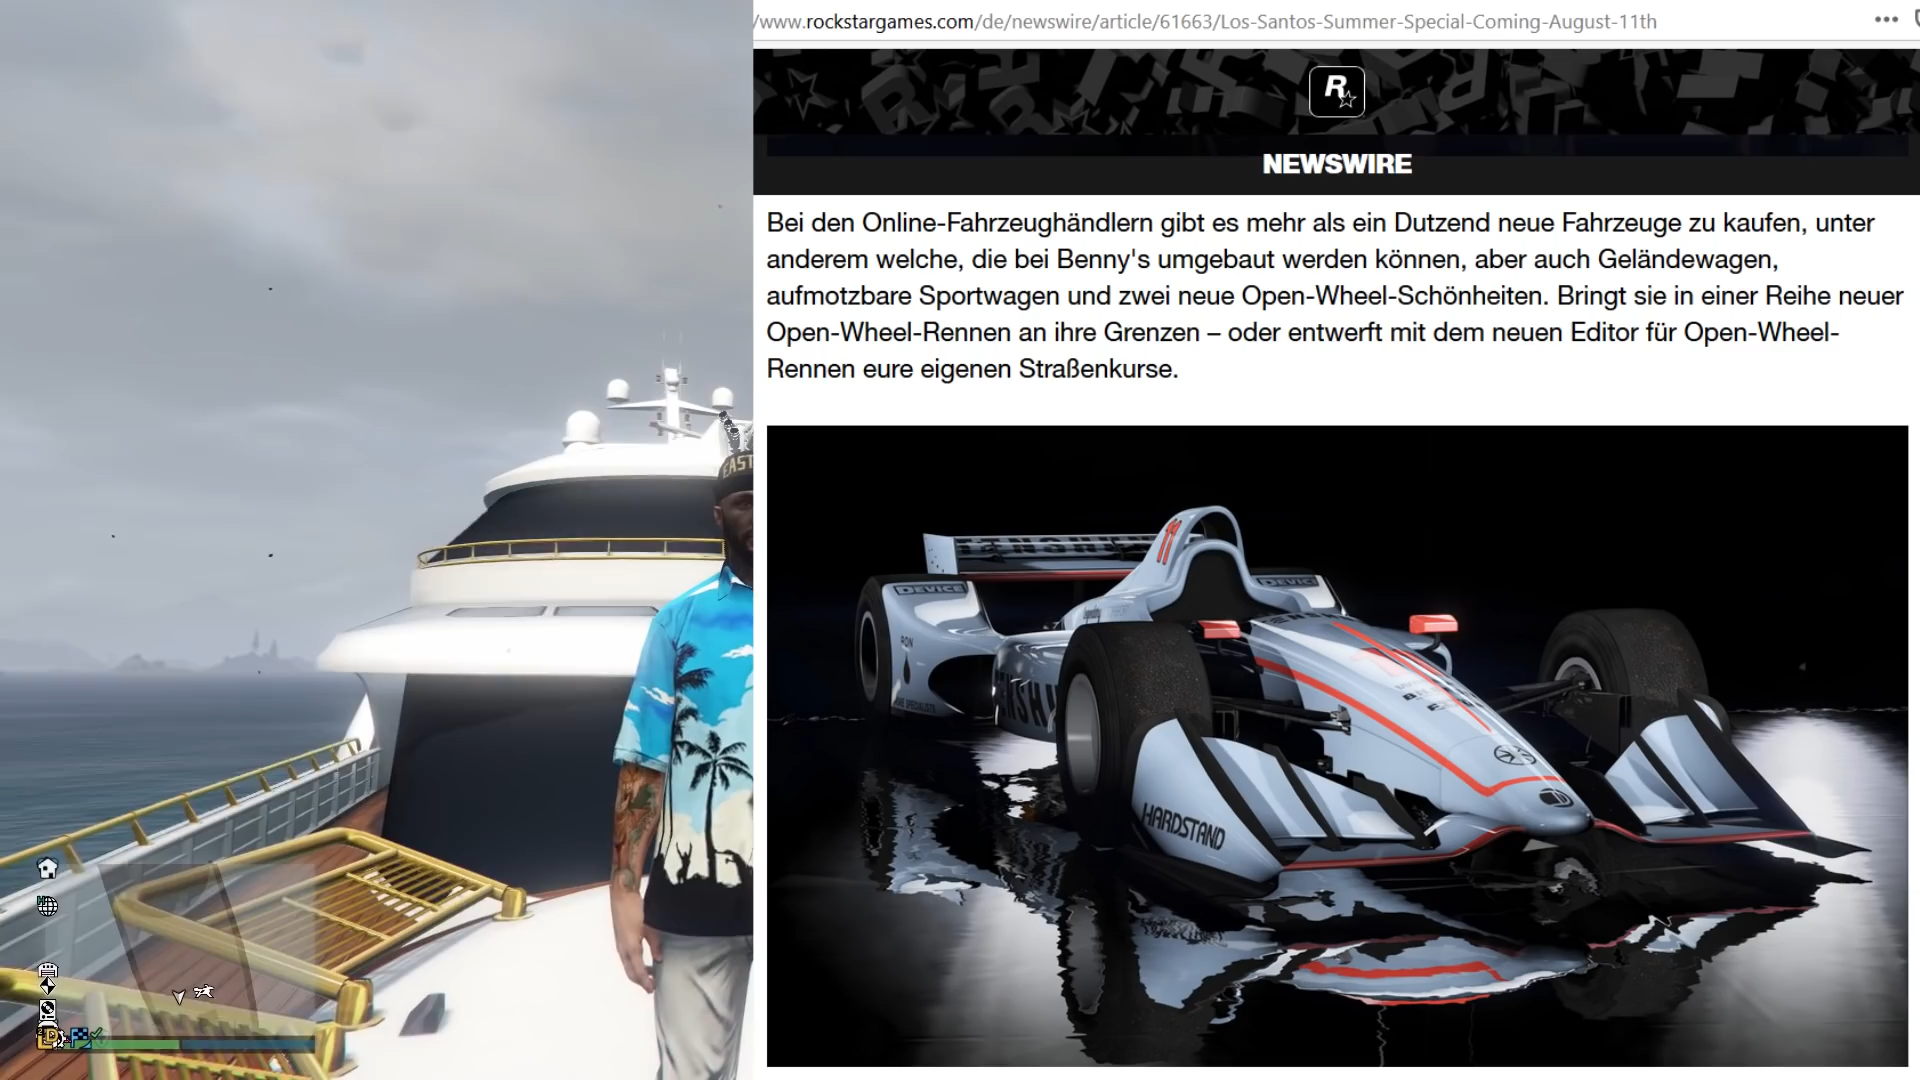 /www.rockstargames.com/de/newswire/article/61663/Los-Santos-Summer-Special-Coming-August-11th
R
NEWSWIRE
Bei den Online-Fahrzeughändlern gibt es mehr als ein Dutzend neue Fahrzeuge zu kaufen, unter
anderem welche, die bei Benny's umgebaut werden können, aber auch Geländewagen,
aufmotzbare Sportwagen und zwei neue Open-Wheel-Schönheiten. Bringt sie in einer Reihe neuer
Open-Wheel-Rennen an ihre Grenzen – oder entwerft mit dem neuen Editor für Open-Wheel-
Rennen eure eigenen Straßenkurse.
EAST
11
DEVICE
DEVICE
RON
HARDSTAND